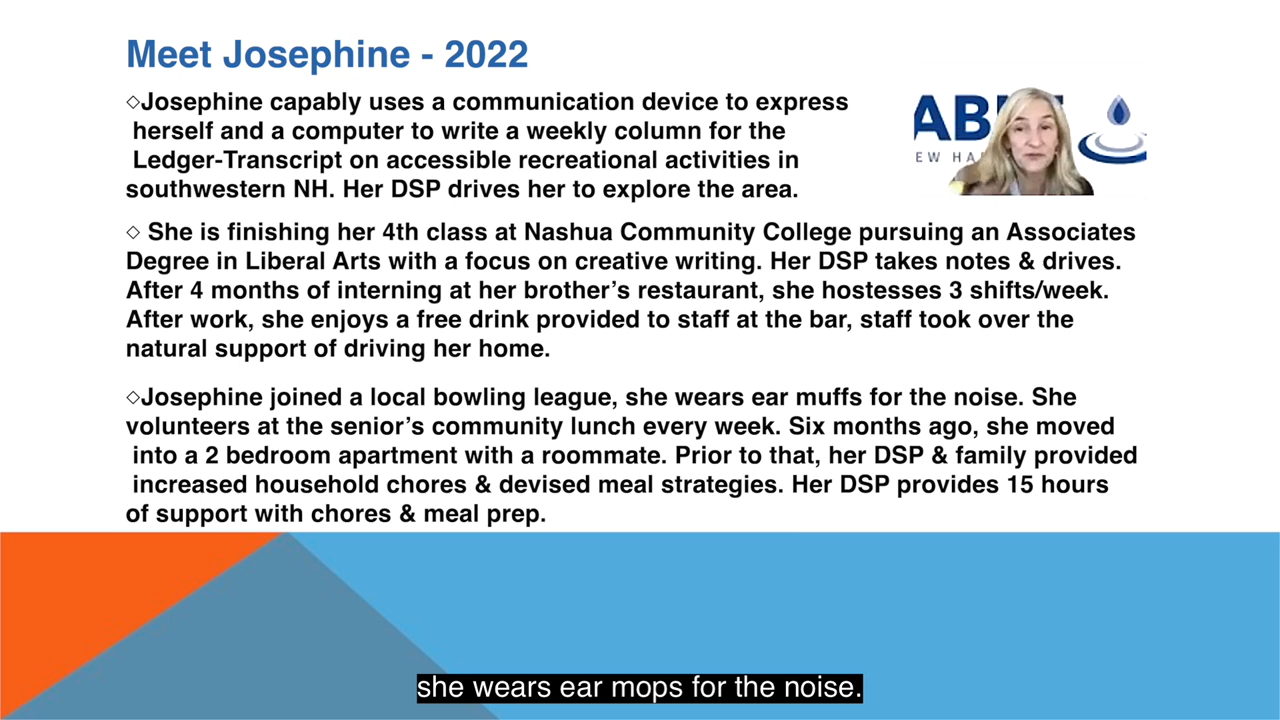 Meet Josephine - 2022
◇Josephine capably uses a communication device to express
herself and a computer to write a weekly column for the
Ledger-Transcript on accessible recreational activities in
southwestern NH. Her DSP drives her to explore the area.
◇ She is finishing her 4th class at Nashua Community College pursuing an Associates
Degree in Liberal Arts with a focus on creative writing. Her DSP takes notes & drives.
After 4 months of interning at her brother’s restaurant, she hostesses 3 shifts/week.
After work, she enjoys a free drink provided to staff at the bar, staff took over the
natural support of driving her home.
◇Josephine joined a local bowling league, she wears ear muffs for the noise. She
volunteers at the senior’s community lunch every week. Six months ago, she moved
into a 2 bedroom apartment with a roommate. Prior to that, her DSP & family provided
increased household chores & devised meal strategies. Her DSP provides 15 hours
of support with chores & meal prep.
she wears ear mops for the noise.